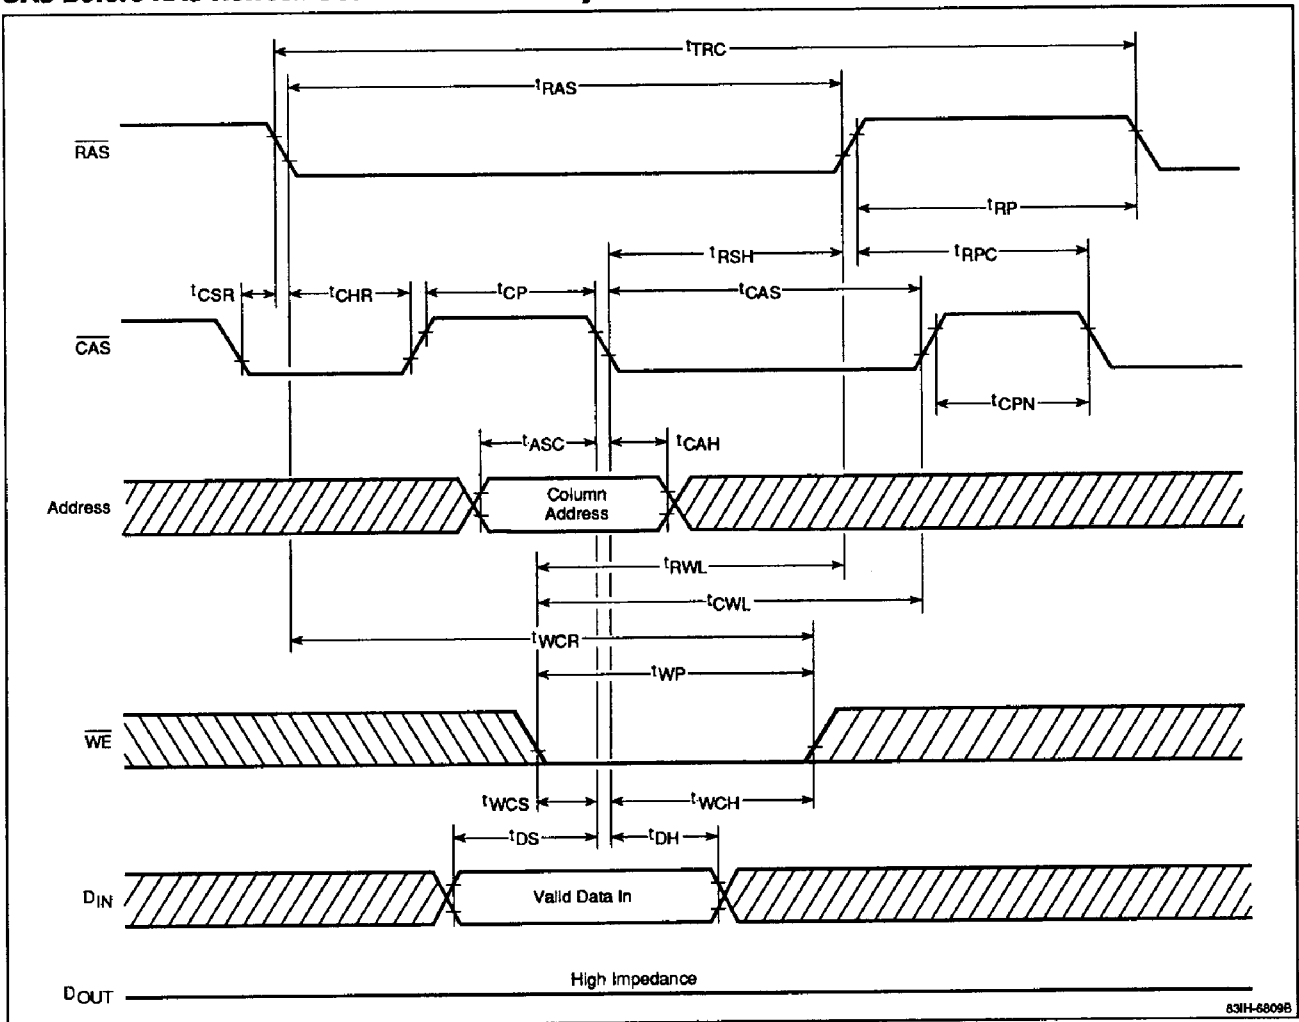 tTRC
tRAS
RAS
tRP
tRSH
tRPC
tCSR
tCHR
tCP
tCAS
CAS
tCPN
tASC
tCAH
Address
Column
Address
tRWL
tCWL
tWCR
tWP
WE
tWCS
tWCH
tDS
tDH
DIN
Valid Data In
High Impedance
DOUT
83IH-6809B